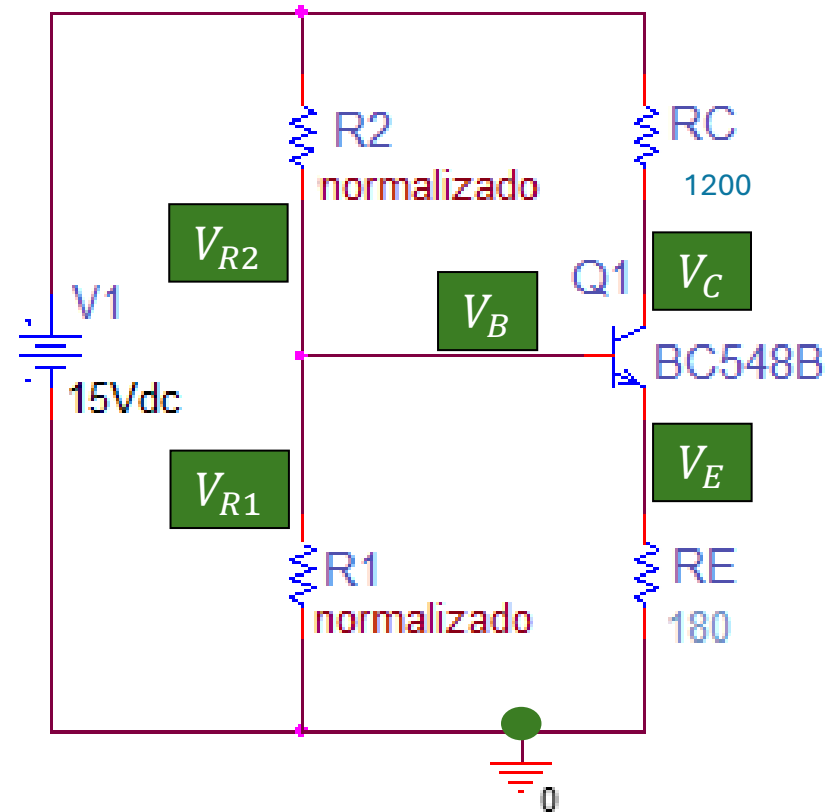 R2
normalizado
RC
1200
V_{R2}
V1
15Vdc
V_B
Q1
V_C
BC548B
V_{R1}
V_E
R1
normalizado
RE
180
0